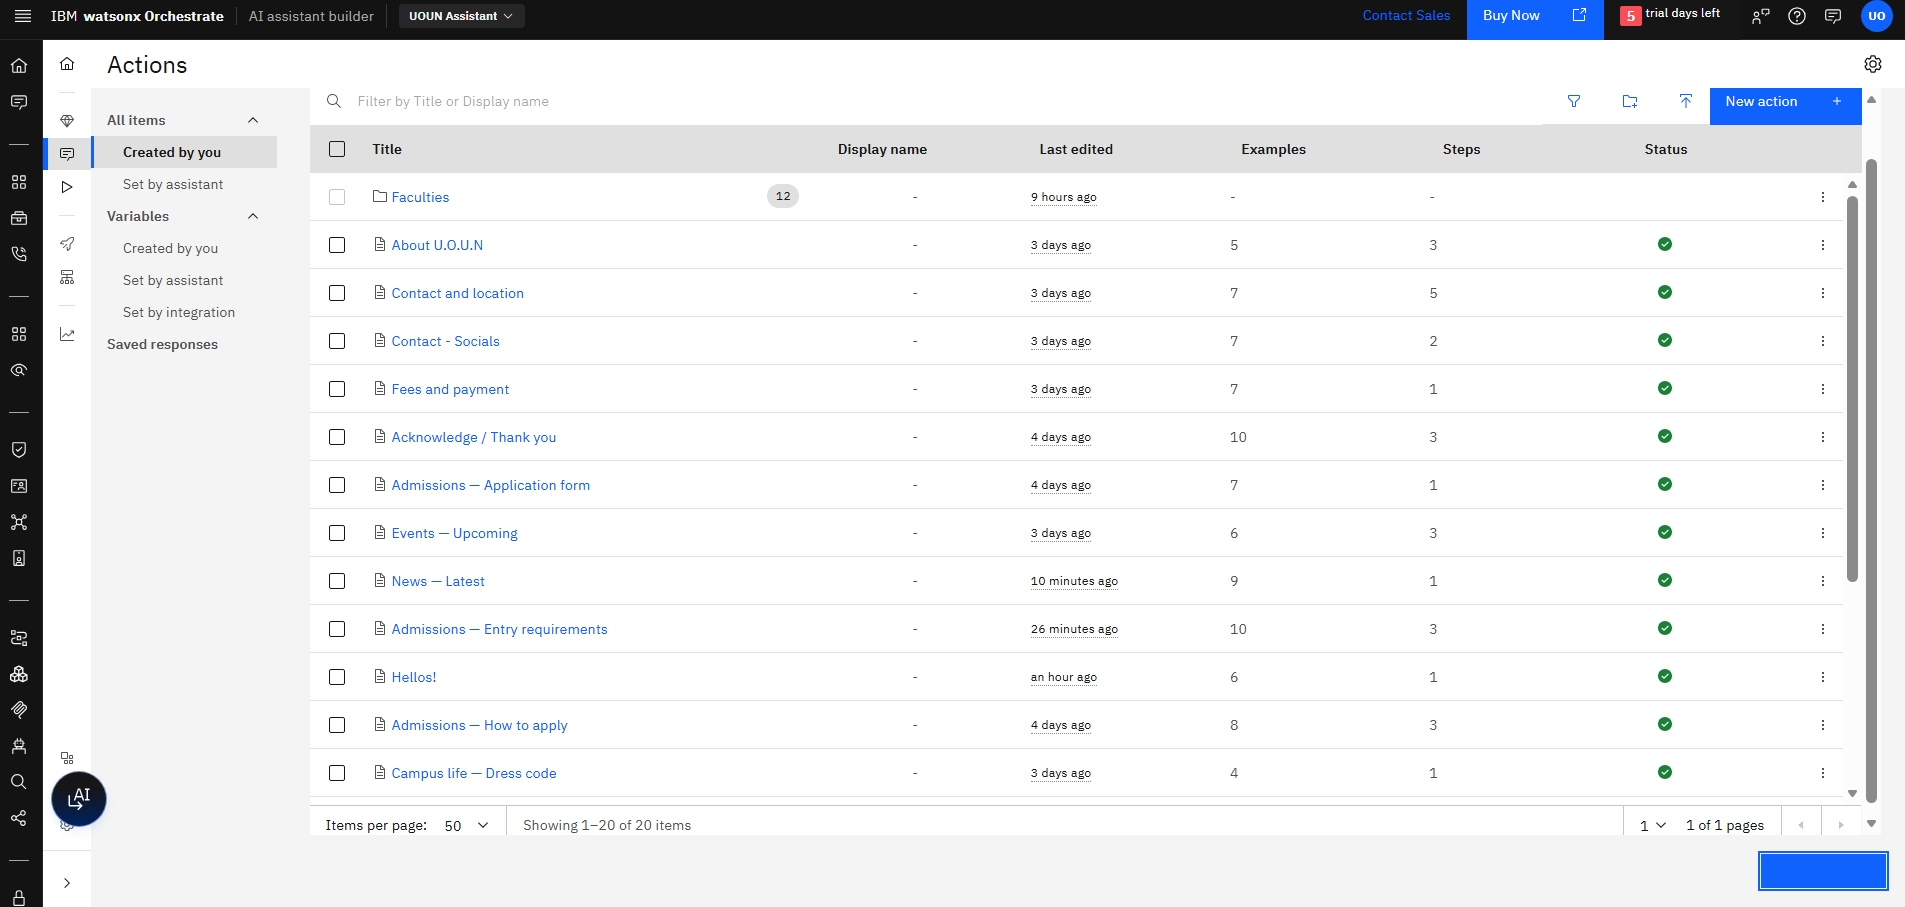 IBM watsonx Orchestrate AI assistant builder UOUN Assistant Contact Sales Buy Now 5 trial days left UO
Actions
Filter by Title or Display name New action +
All items
Created by you
Set by assistant
Variables
Created by you
Set by assistant
Set by integration
Saved responses
Title Display name Last edited Examples Steps Status
Faculties 12 - 9 hours ago - -
About U.O.U.N - 3 days ago 5 3
Contact and location - 3 days ago 7 5
Contact - Socials - 3 days ago 7 2
Fees and payment - 3 days ago 7 1
Acknowledge / Thank you - 4 days ago 10 3
Admissions — Application form - 4 days ago 7 1
Events — Upcoming - 3 days ago 6 3
News — Latest - 10 minutes ago 9 1
Admissions — Entry requirements - 26 minutes ago 10 3
Hellos! - an hour ago 6 1
Admissions — How to apply - 4 days ago 8 3
Campus life — Dress code - 3 days ago 4 1
AI
Items per page: 50 Showing 1–20 of 20 items 1 1 of 1 pages